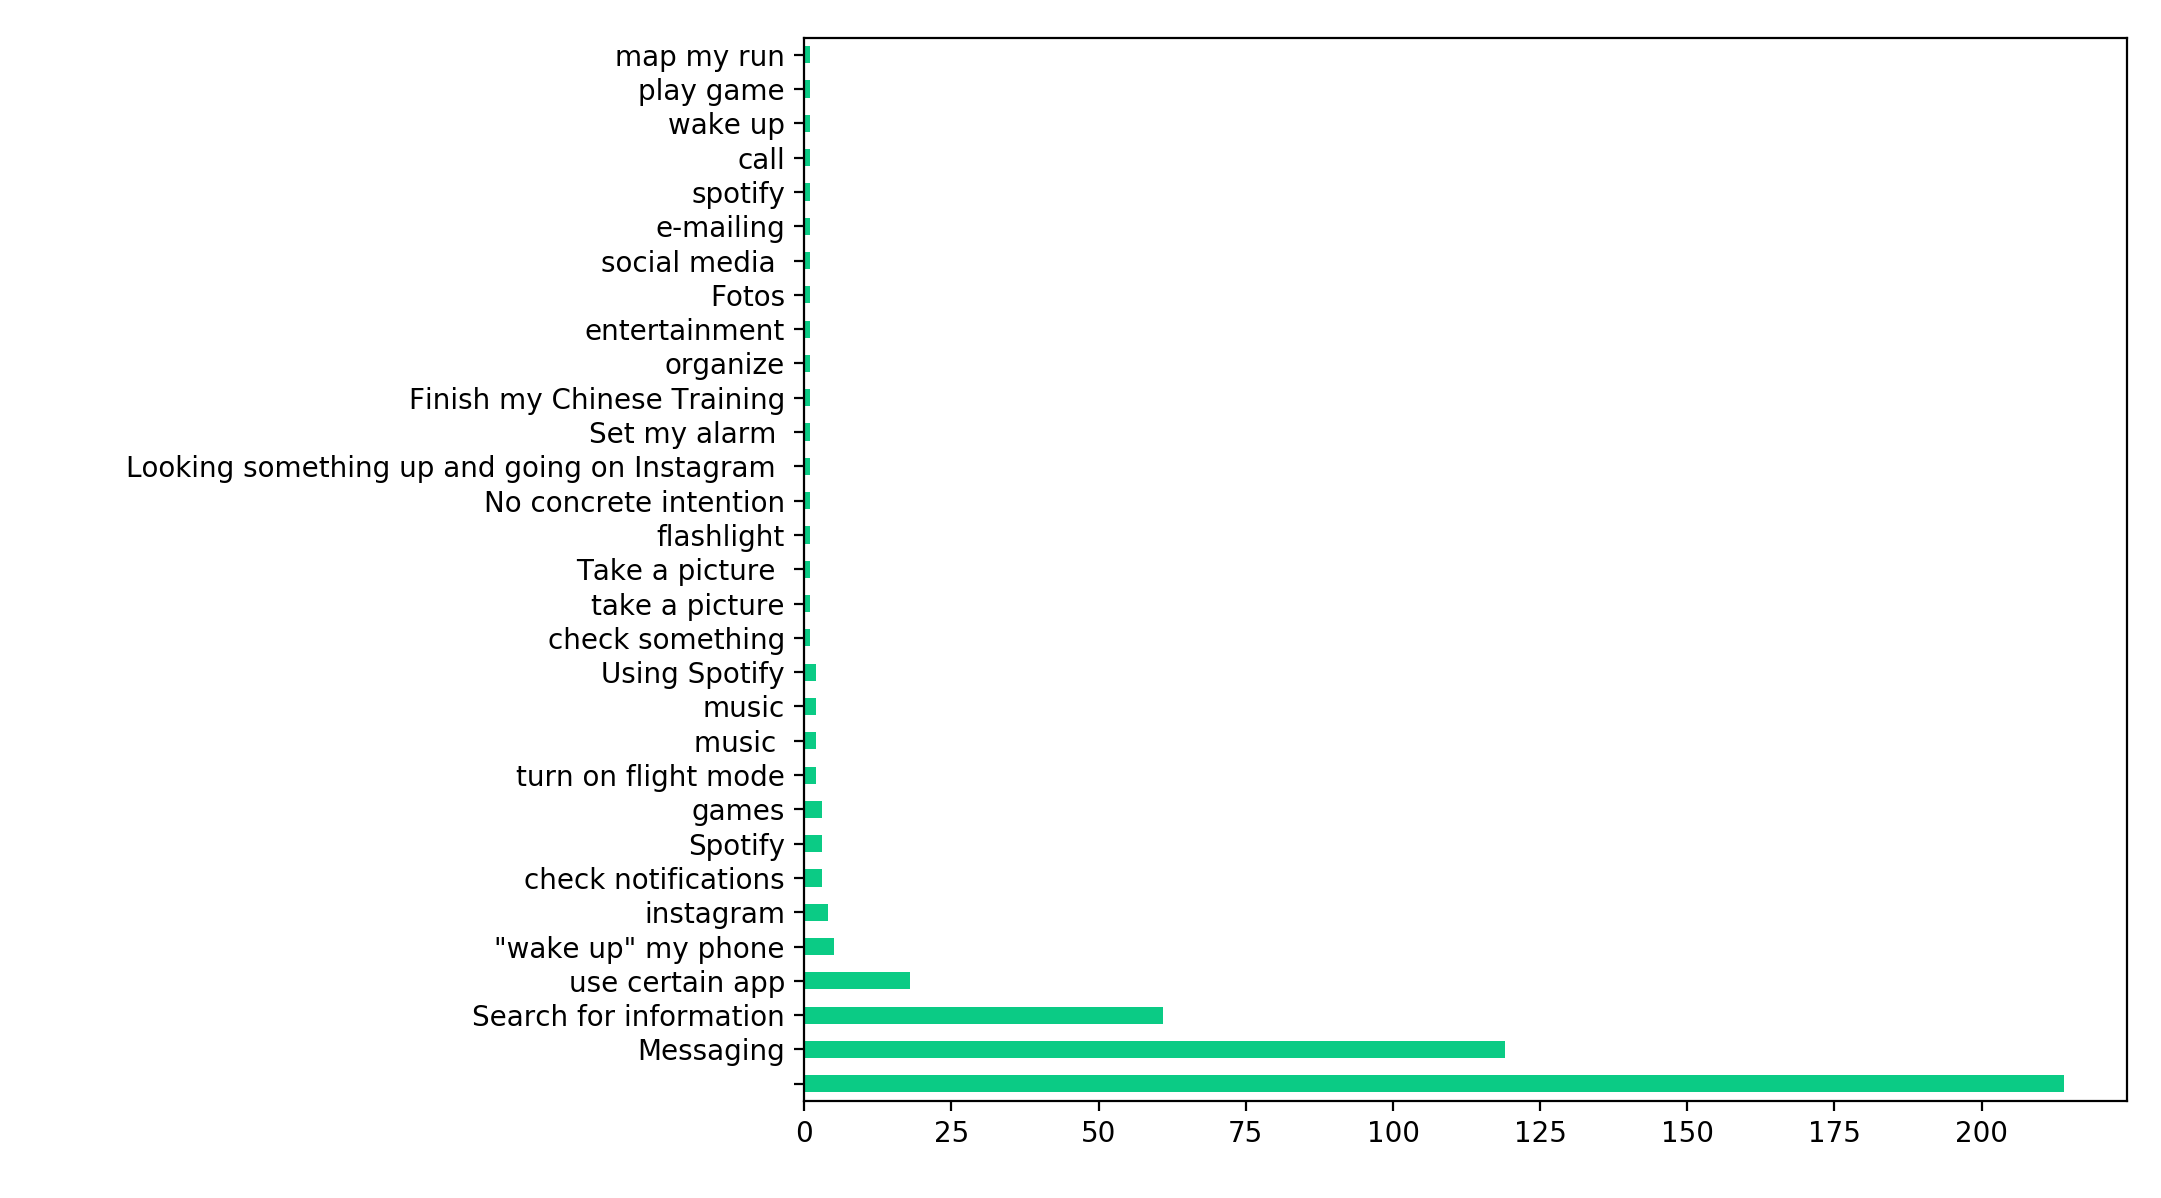 map my run
play game
wake up
call
spotify
e-mailing
social media
Fotos
entertainment
organize
Finish my Chinese Training
Set my alarm
Looking something up and going on Instagram
No concrete intention
flashlight
Take a picture
take a picture
check something
Using Spotify
music
music
turn on flight mode
games
Spotify
check notifications
instagram
"wake up" my phone
use certain app
Search for information
Messaging
0 25 50 75 100 125 150 175 200